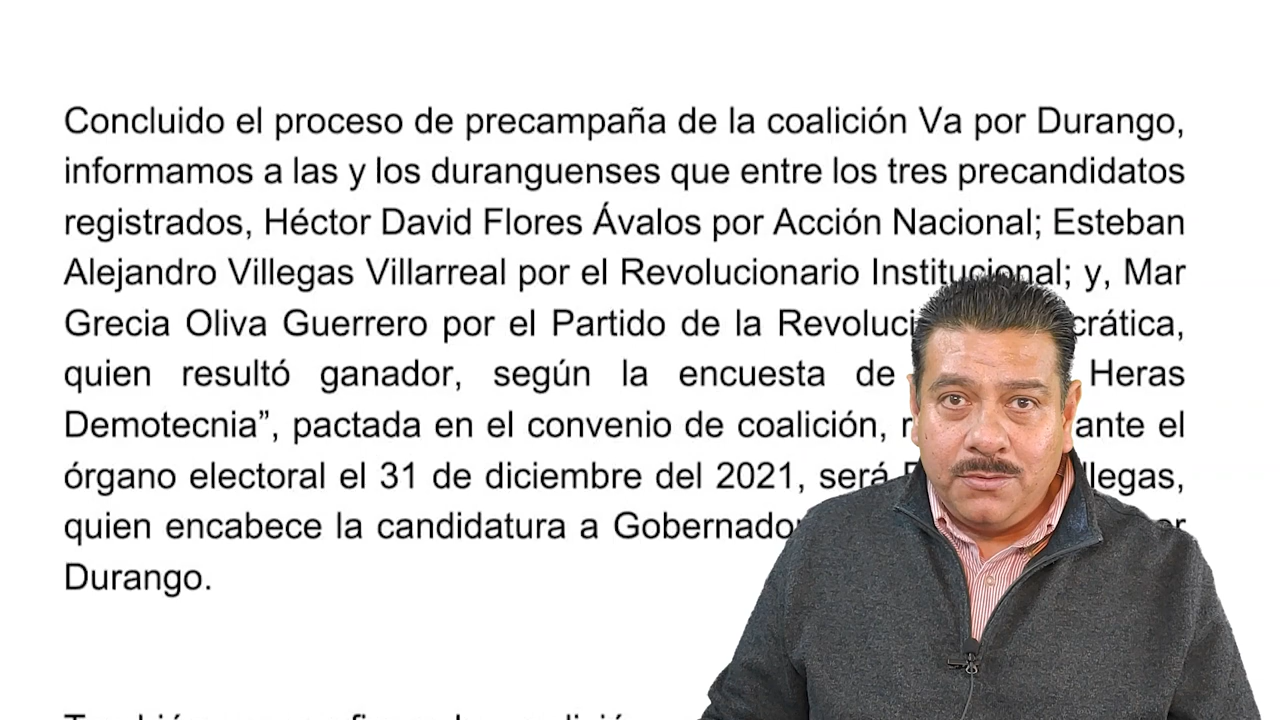 Concluido el proceso de precampaña de la coalición Va por Durango,
informamos a las y los duranguenses que entre los tres precandidatos
registrados, Héctor David Flores Ávalos por Acción Nacional; Esteban
Alejandro Villegas Villarreal por el Revolucionario Institucional; y, Mar
Grecia Oliva Guerrero por el Partido de la
quien resultó ganador, según la encuesta de Heras
Demotecnia”, pactada en el convenio de coalición, ante el
órgano electoral el 31 de diciembre del 2021, será
quien encabece la candidatura a
Durango.